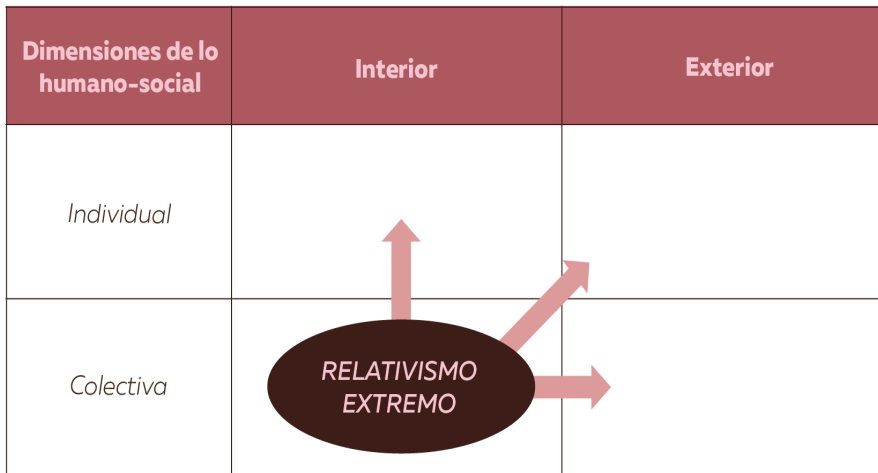 Dimensiones de lo
humano-social
Interior
Exterior
Individual
Colectiva
RELATIVISMO
EXTREMO